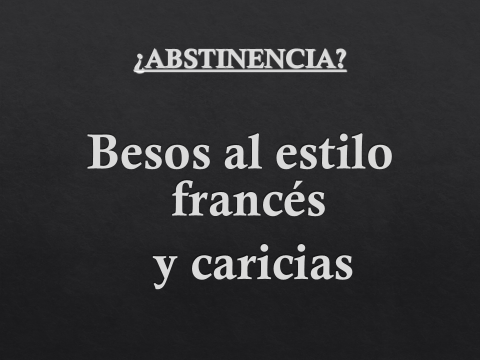 ¿ABSTINENCIA?
Besos al estilo
francés
y caricias